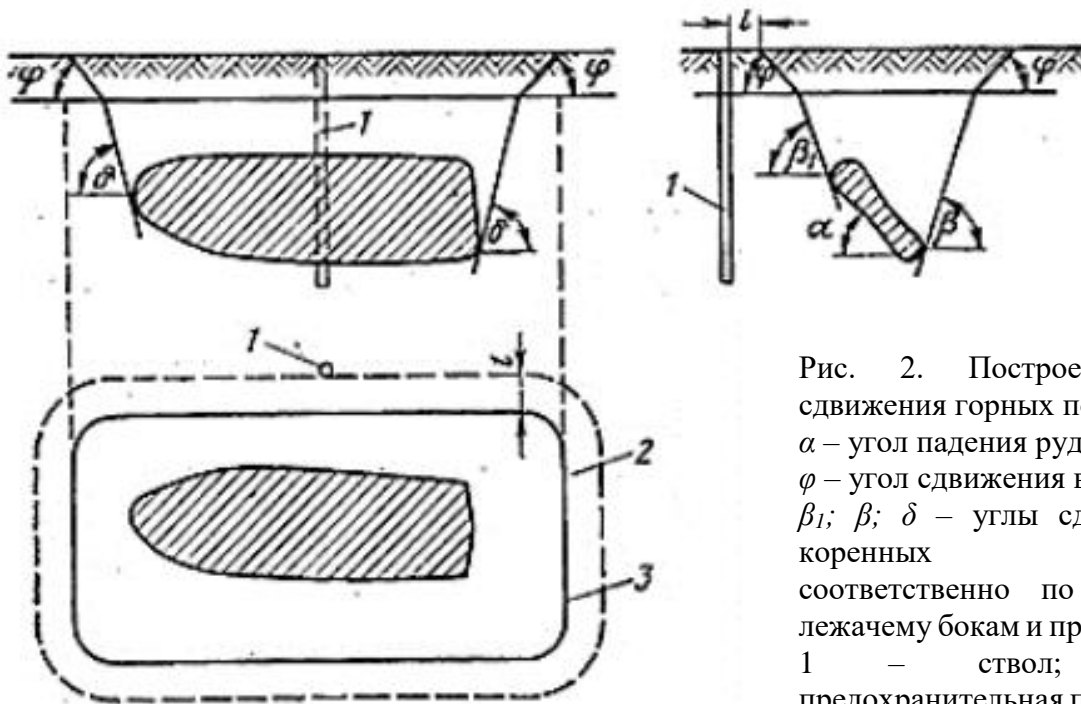 l
φ φ φ φ
1
δ δ β₁
1 α β
1 l
2
3
Рис. 2. Построе
сдвижения горных п
α – угол падения руд
φ – угол сдвижения в
β₁; β; δ – углы сд
коренных
соответственно по
лежачему бокам и пр
1 – ствол;
предохранительная п